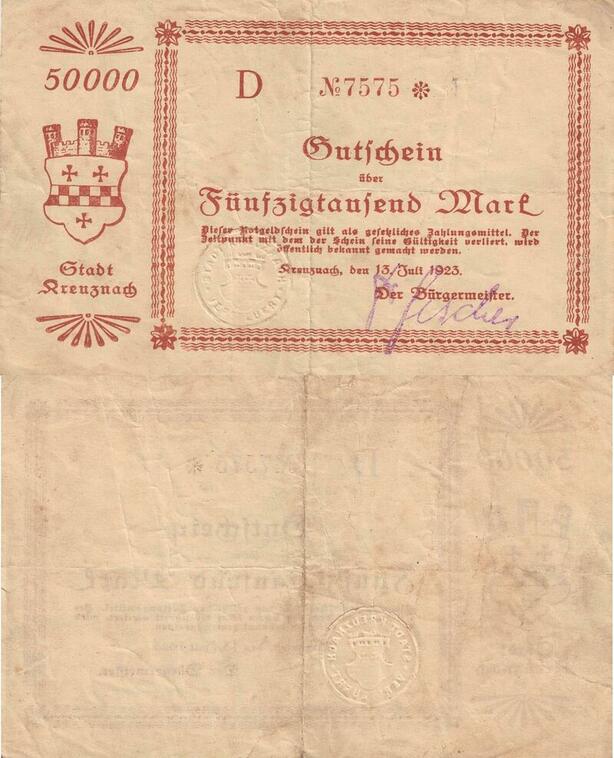 50000
D №7575 ❋
Gutschein
über
Fünfzigtausend Mark
Dieser Notgeldschein gilt als gesetzliches Zahlungsmittel. Der
Zeitpunkt mit dem der Schein seine Gültigkeit verliert, wird
öffentlich bekannt gemacht werden.
Kreuznach, den 13. Juli 1923.
Der Bürgermeister.
Stadt
Kreuznach